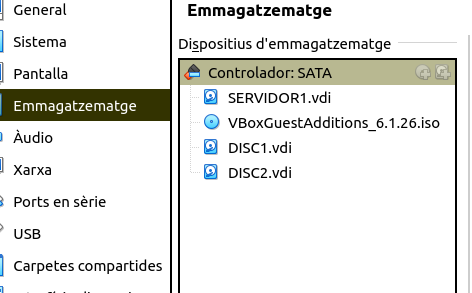 General
Sistema
Pantalla
Emmagatzematge
Àudio
Xarxa
Ports en sèrie
USB
Carpetes compartides
Emmagatzematge
Dispositius d'emmagatzematge
Controlador: SATA
SERVIDOR1.vdi
VBoxGuestAdditions_6.1.26.iso
DISC1.vdi
DISC2.vdi